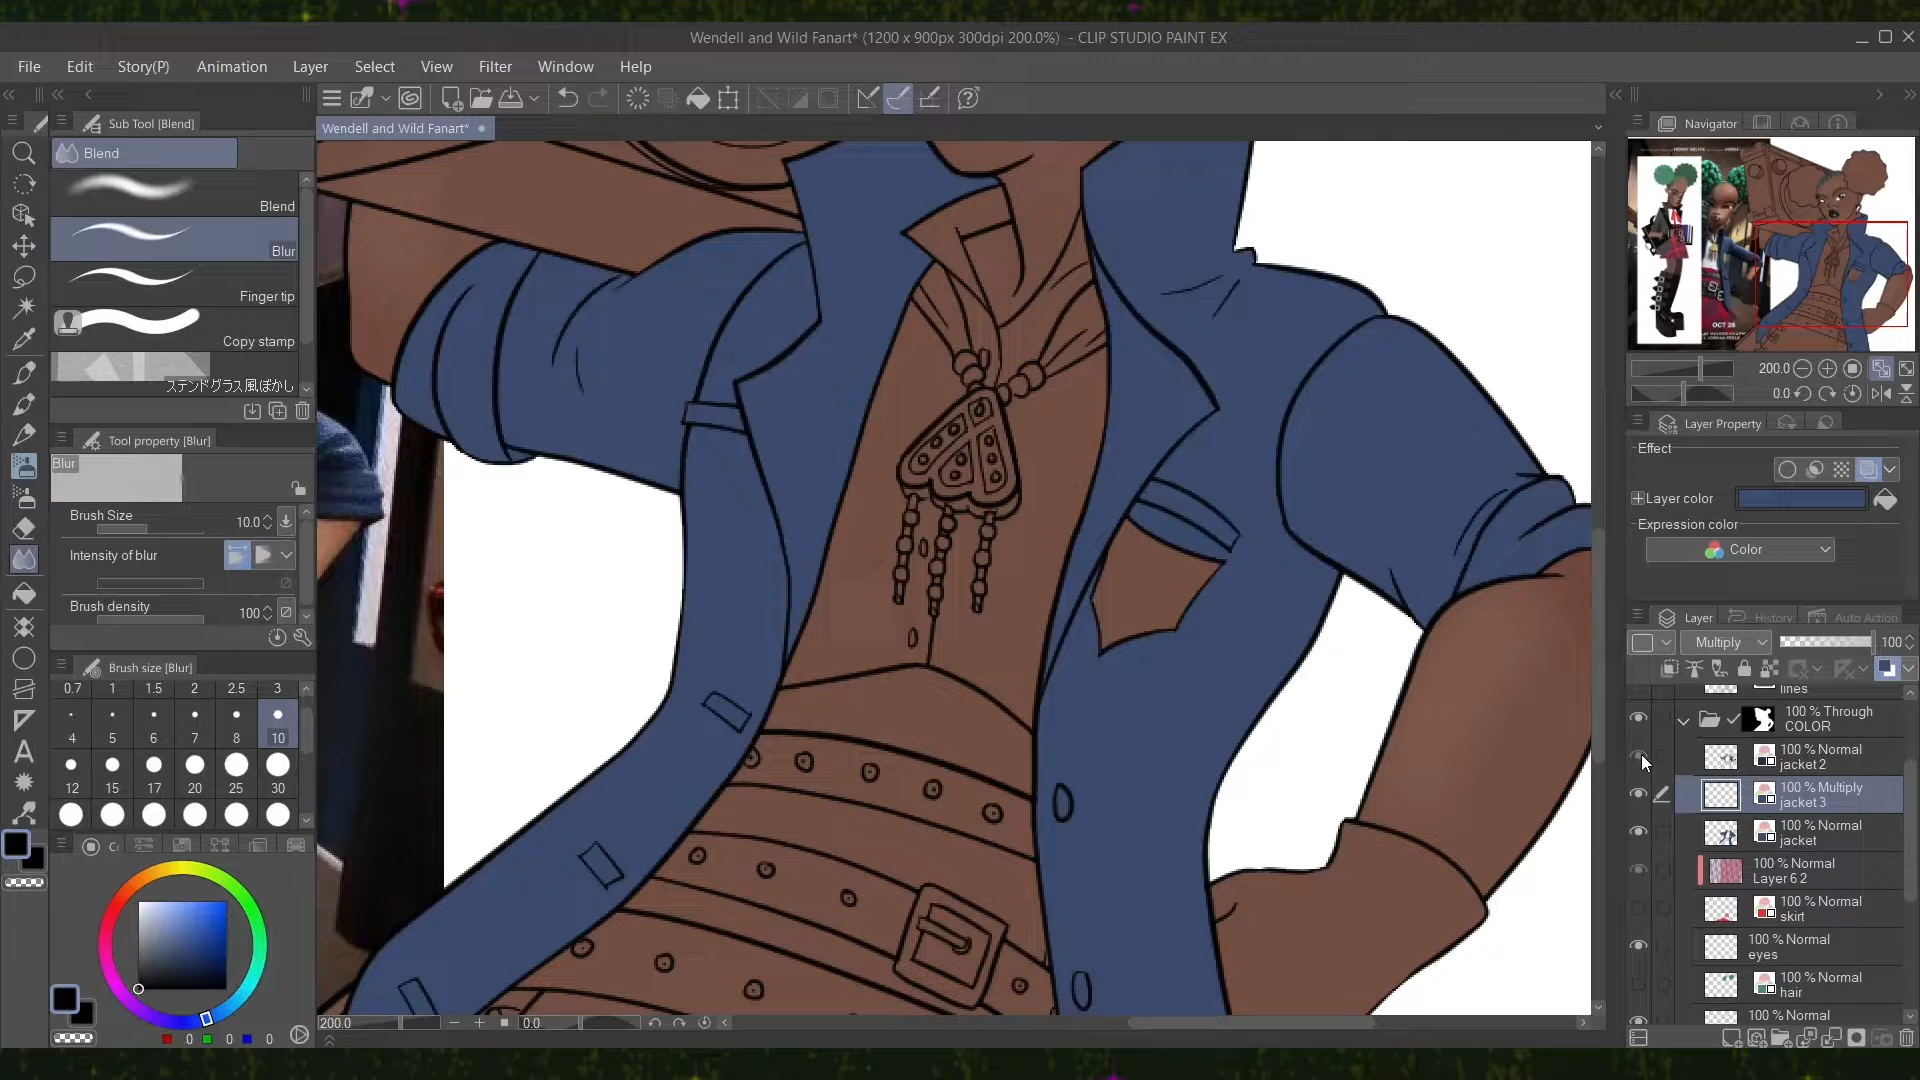 Wendell and Wild Fanart* (1200 x 900px 300dpi 200.0%) - CLIP STUDIO PAINT EX
File Edit Story(P) Animation Layer Select View Filter Window Help
Sub Tool [Blend]
Wendell and Wild Fanart*
Navigator
Blend
Blend
Blur
Finger tip
Copy stamp
ステンドグラス風ぼかし
Tool property [Blur]
Blur
Brush Size 10.0
Intensity of blur
Brush density 100
Brush size [Blur]
0.7 1 1.5 2 2.5 3
4 5 6 7 8 10
12 15 17 20 25 30
0 0 0
200.0 0.0
OCT 28
200.0
0.0
Layer Property
Effect
Layer color
Expression color
Color
Layer History Auto Action
Multiply 100
lines
100 % Through
COLOR
100 % Normal
jacket 2
100 % Multiply
jacket 3
100 % Normal
jacket
100 % Normal
Layer 6 2
100 % Normal
skirt
100 % Normal
eyes
100 % Normal
hair
100 % Normal